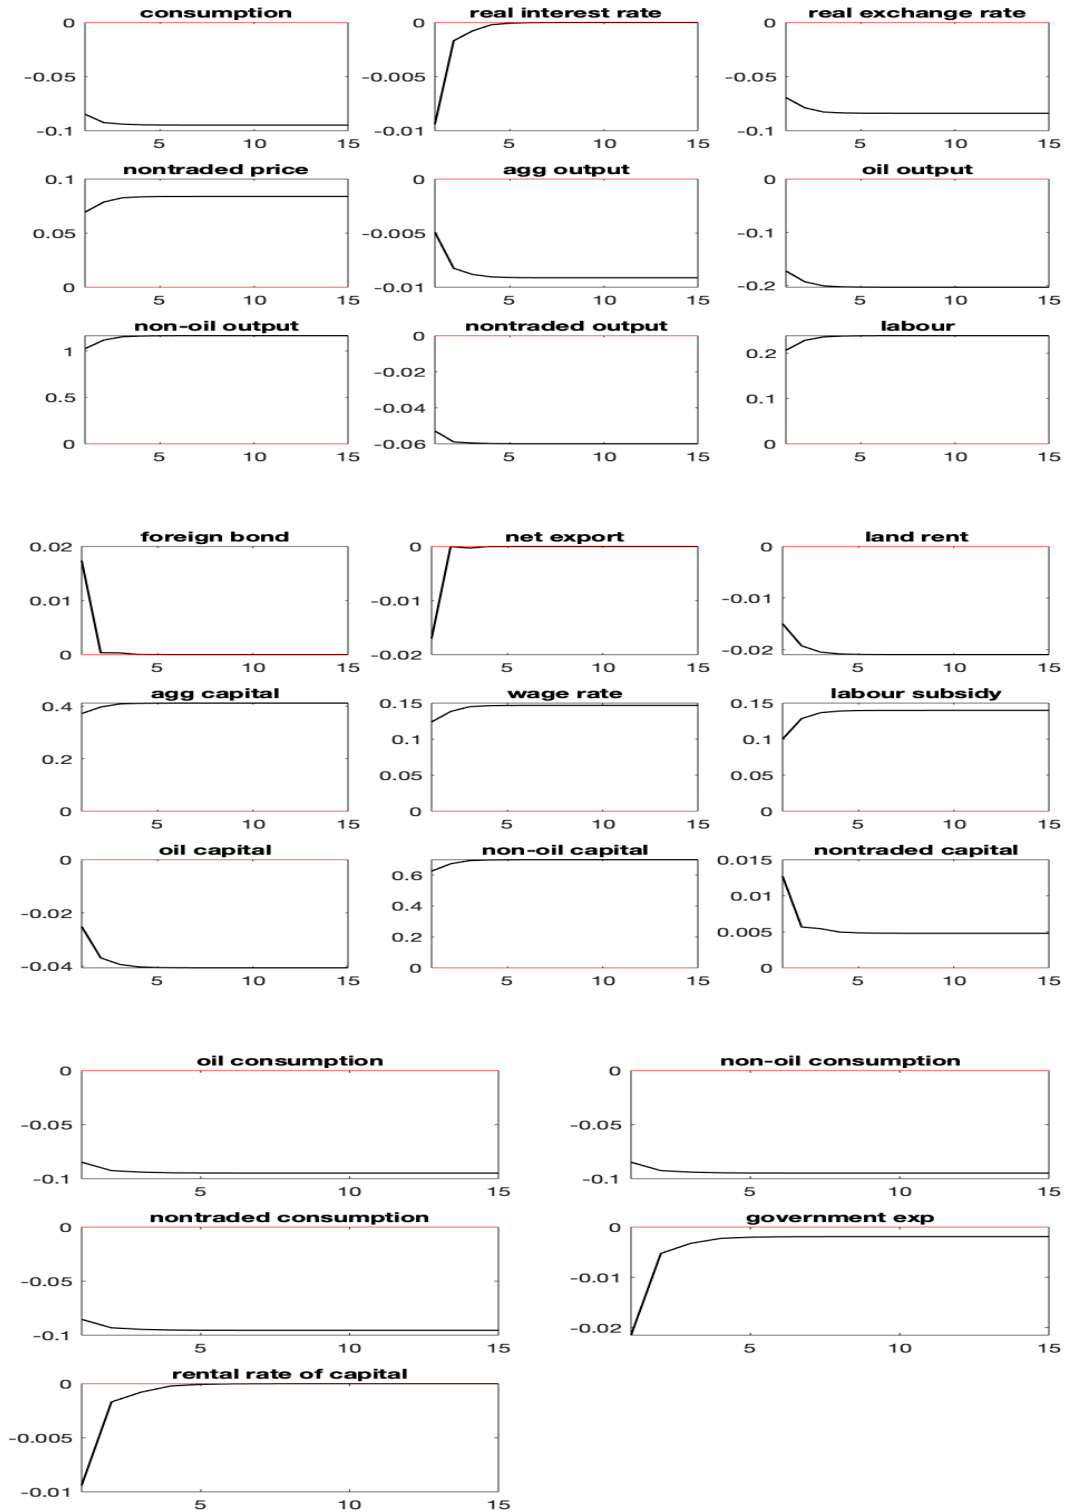 consumption real interest rate real exchange rate
0 0 0
-0.05 -0.005 -0.05
-0.1 -0.01 -0.1
5 10 15 5 10 15 5 10 15
nontraded price agg output oil output
0.1 0 0
0.05 -0.005 -0.1
0 -0.01 -0.2
5 10 15 5 10 15 5 10 15
non-oil output nontraded output labour
1 0 0.2
0.5 -0.02 0.1
0 -0.04 0
-0.06
5 10 15 5 10 15 5 10 15
foreign bond net export land rent
0.02 0 0
0.01 -0.01 -0.01
0 -0.02 -0.02
5 10 15 5 10 15 5 10 15
agg capital wage rate labour subsidy
0.4 0.15 0.15
0.2 0.1 0.1
0 0.05 0.05
0 0
5 10 15 5 10 15 5 10 15
oil capital non-oil capital nontraded capital
0 0.6 0.015
-0.02 0.4 0.01
-0.04 0.2 0.005
0 0
5 10 15 5 10 15 5 10 15
oil consumption non-oil consumption
0 0
-0.05 -0.05
-0.1 -0.1
5 10 15 5 10 15
nontraded consumption government exp
0 0
-0.05 -0.01
-0.1 -0.02
5 10 15 5 10 15
rental rate of capital
0
-0.005
-0.01
5 10 15